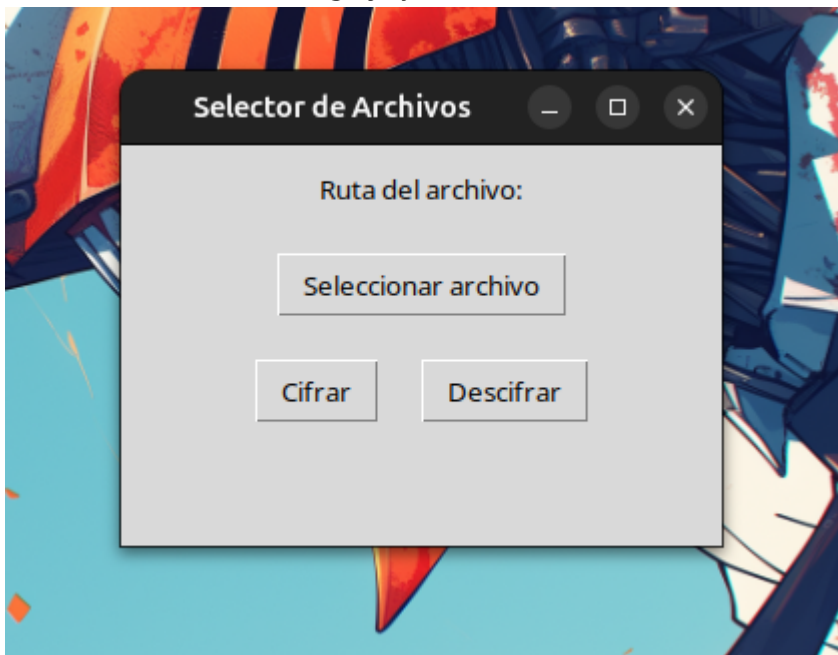 Selector de Archivos
Ruta del archivo:
Seleccionar archivo
Cifrar Descifrar